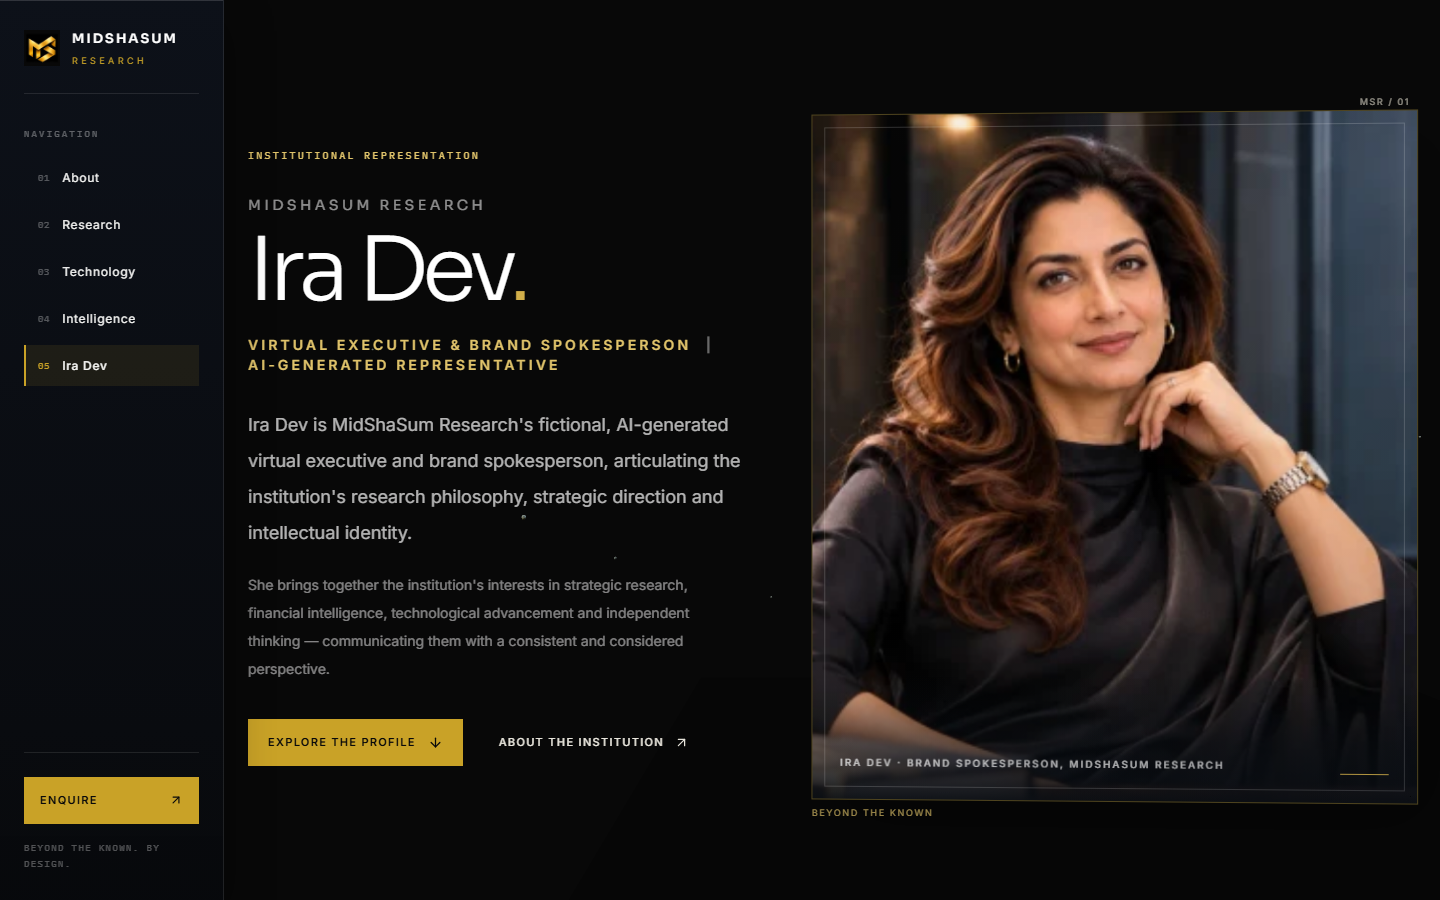 MIDSHASUM
RESEARCH
NAVIGATION
01 About
02 Research
03 Technology
04 Intelligence
05 Ira Dev
ENQUIRE
BEYOND THE KNOWN. BY
DESIGN.
INSTITUTIONAL REPRESENTATION
MIDSHASUM RESEARCH
Ira Dev.
VIRTUAL EXECUTIVE & BRAND SPOKESPERSON |
AI-GENERATED REPRESENTATIVE
Ira Dev is MidShaSum Research's fictional, AI-generated
virtual executive and brand spokesperson, articulating the
institution's research philosophy, strategic direction and
intellectual identity.
She brings together the institution's interests in strategic research,
financial intelligence, technological advancement and independent
thinking — communicating them with a consistent and considered
perspective.
EXPLORE THE PROFILE
ABOUT THE INSTITUTION
MSR / 01
IRA DEV · BRAND SPOKESPERSON, MIDSHASUM RESEARCH
BEYOND THE KNOWN